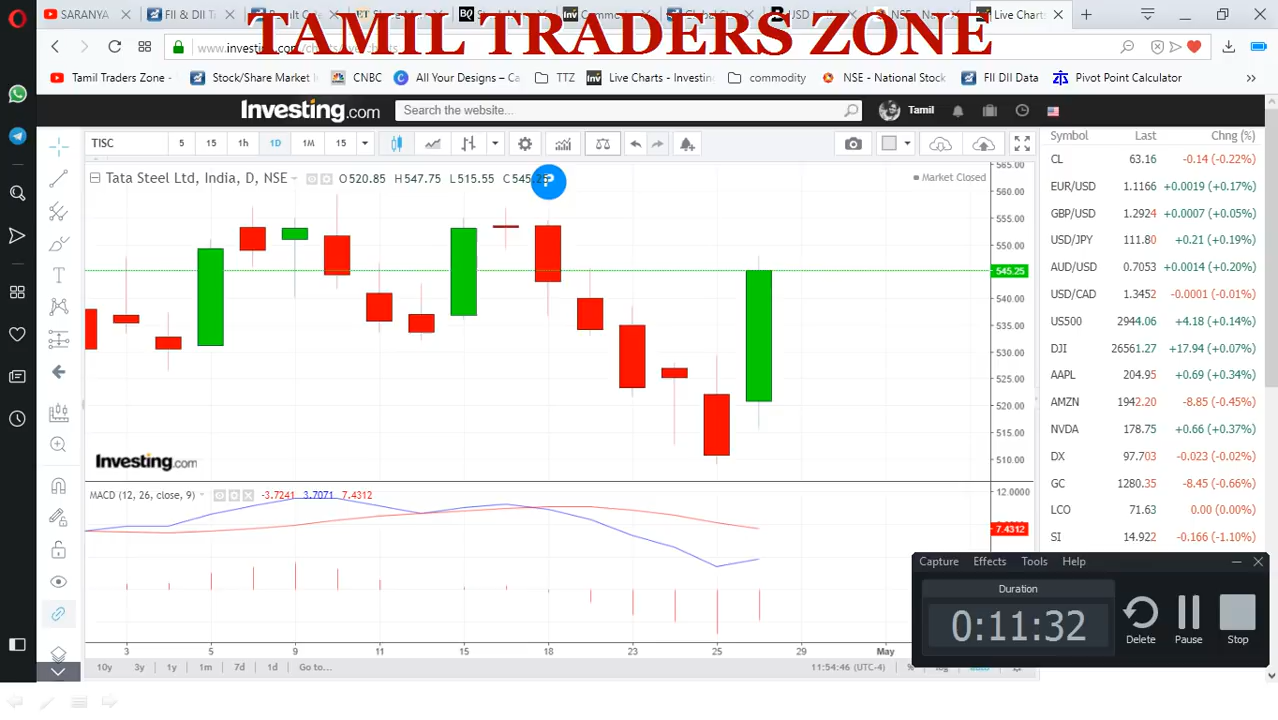 TAMIL TRADERS ZONE
SARANYA
FII & DII
www.investing.com/charts/live-charts
Tamil Traders Zone -
Stock/Share Market
CNBC
All Your Designs – Ca
TTZ
Live Charts - Investing
commodity
NSE - National Stock
FII DII Data
Pivot Point Calculator
»
Investing.com
Search the website...
Tamil
TISC
5
15
1h
1D
1M
15
Symbol Last Chng (%)
CL 63.16 -0.14 (-0.22%)
EUR/USD 1.1166 +0.0019 (+0.17%)
GBP/USD 1.2924 +0.0007 (+0.05%)
USD/JPY 111.80 +0.21 (+0.19%)
AUD/USD 0.7053 +0.0014 (+0.20%)
USD/CAD 1.3452 -0.0001 (-0.01%)
US500 2944.06 +4.18 (+0.14%)
DJI 26561.27 +17.94 (+0.07%)
AAPL 204.95 +0.69 (+0.34%)
AMZN 1942.20 -8.85 (-0.45%)
NVDA 178.75 +0.66 (+0.37%)
DX 97.703 -0.023 (-0.02%)
GC 1280.35 -8.45 (-0.66%)
LCO 71.63 0.00 (0.00%)
SI 14.922 -0.166 (-1.10%)
Tata Steel Ltd, India, D, NSE
O520.85 H547.75 L515.55
Market Closed
565.00
560.00
555.00
550.00
545.25
540.00
535.00
530.00
525.00
520.00
515.00
510.00
Investing.com
MACD (12, 26, close, 9)
-3.7241 3.7071 7.4312
12.0000
7.4312
3 5 9 11 15 18 23 25 29 May
10y 3y 1y 1m 7d 1d Go to...
11:54:46 (UTC-4)
%
Capture Effects Tools Help
Duration
0:11:32
Delete
Pause
Stop